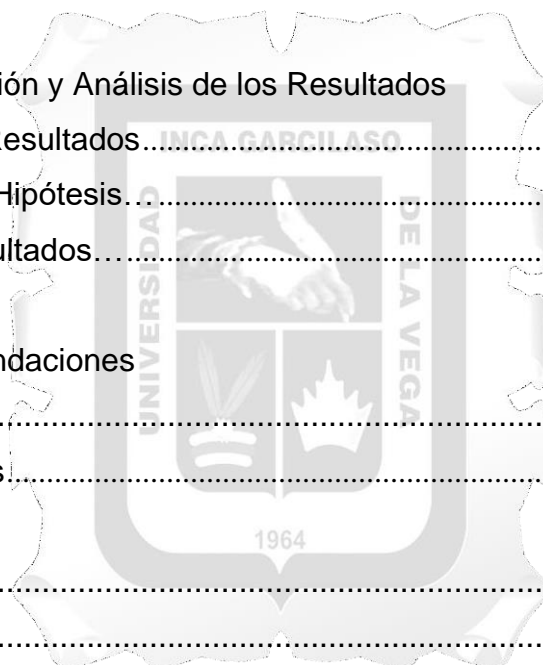 ión y Análisis de los Resultados
Resultados
INCA GARCILASO
Hipótesis…
ultados…
UNIVERSIDAD
DE LA VEGA
ndaciones
s
1964